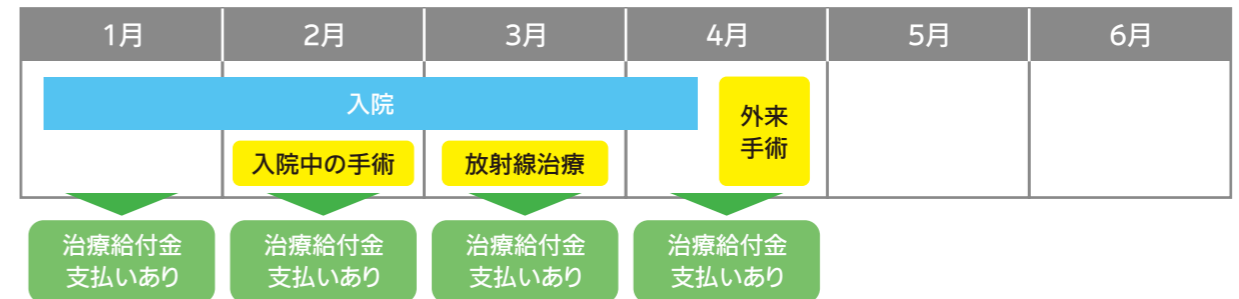 1月 2月 3月 4月 5月 6月
入院
外来
手術
入院中の手術 放射線治療
治療給付金 治療給付金 治療給付金 治療給付金
支払いあり 支払いあり 支払いあり 支払いあり